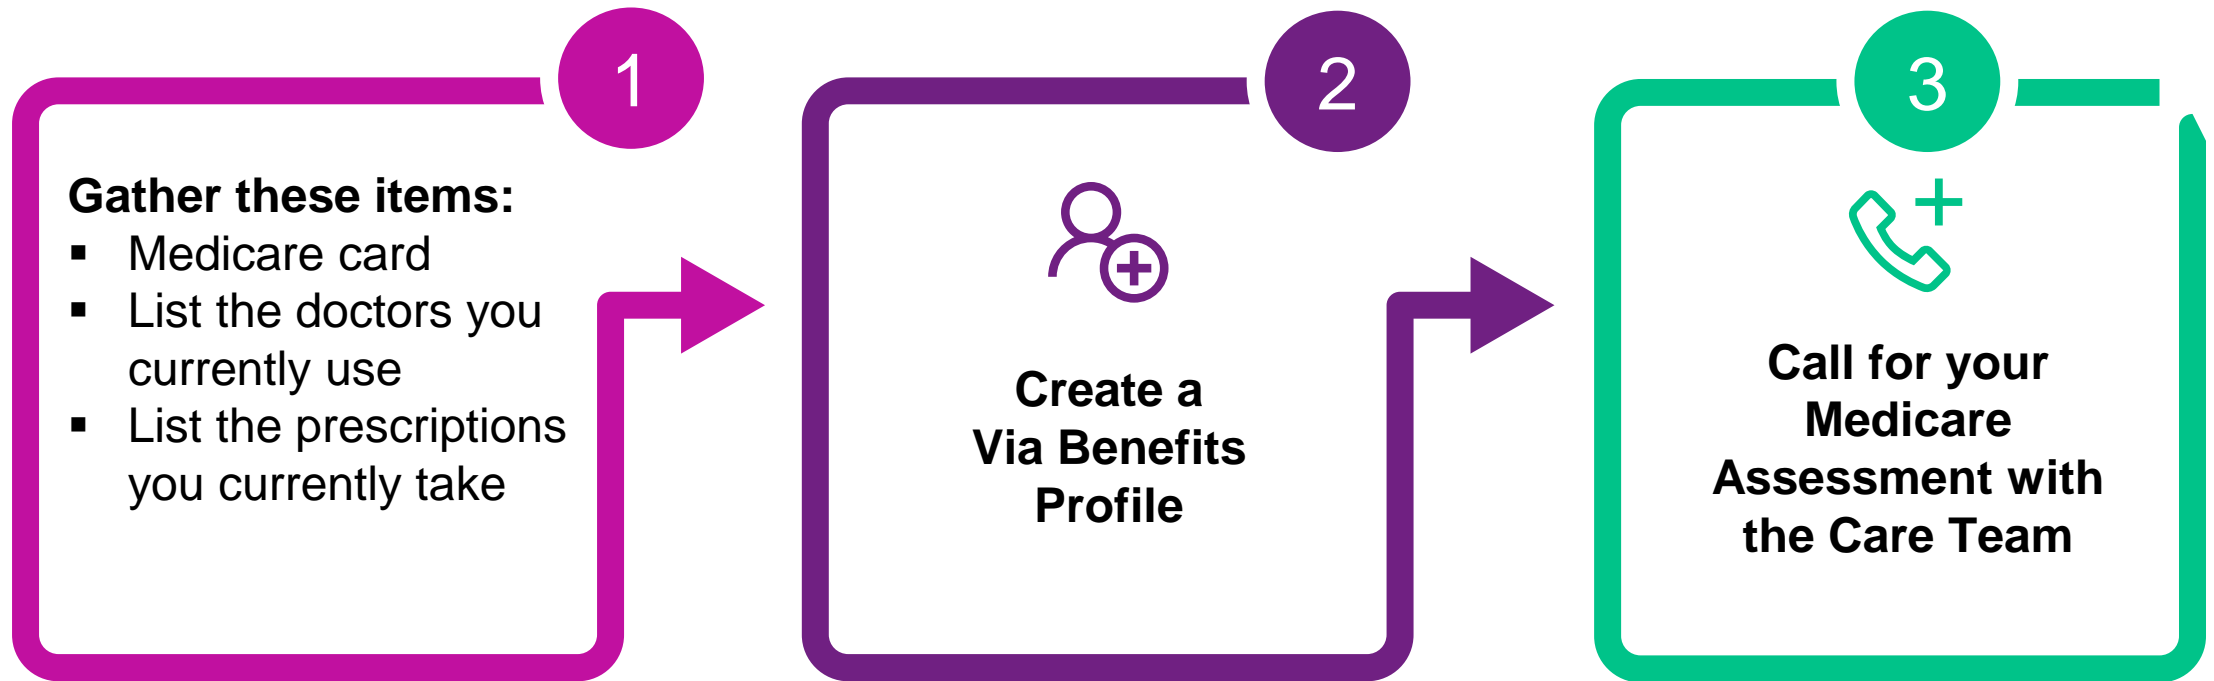 1
Gather these items:
▪ Medicare card
▪ List the doctors you
currently use
▪ List the prescriptions
you currently take
2
Create a
Via Benefits
Profile
3
Call for your
Medicare
Assessment with
the Care Team